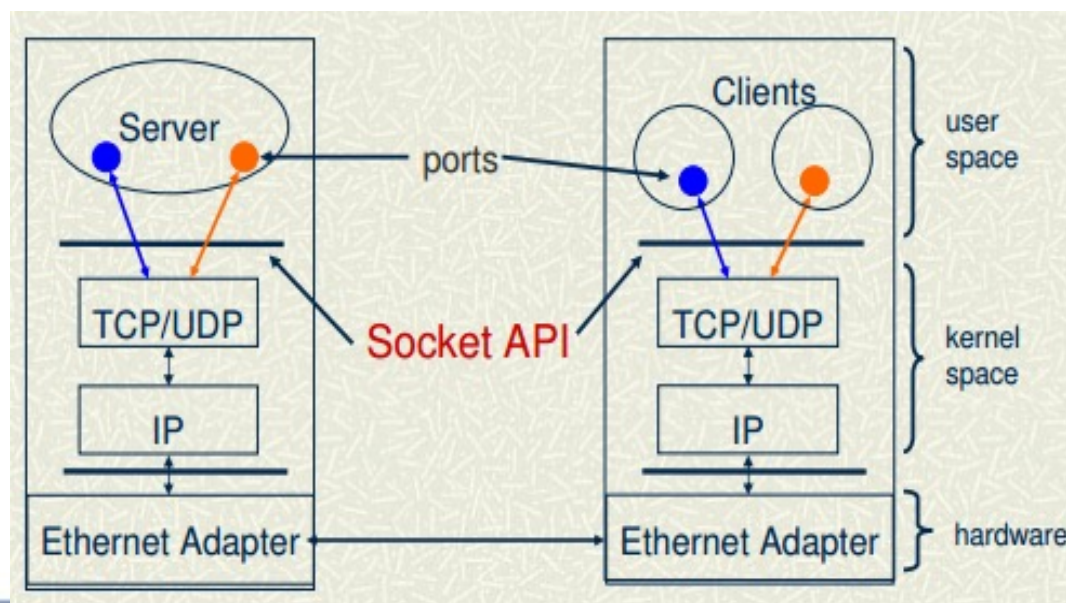 Server
ports
Clients
user
space
TCP/UDP
Socket API
TCP/UDP
kernel
space
IP
IP
Ethernet Adapter
Ethernet Adapter
hardware